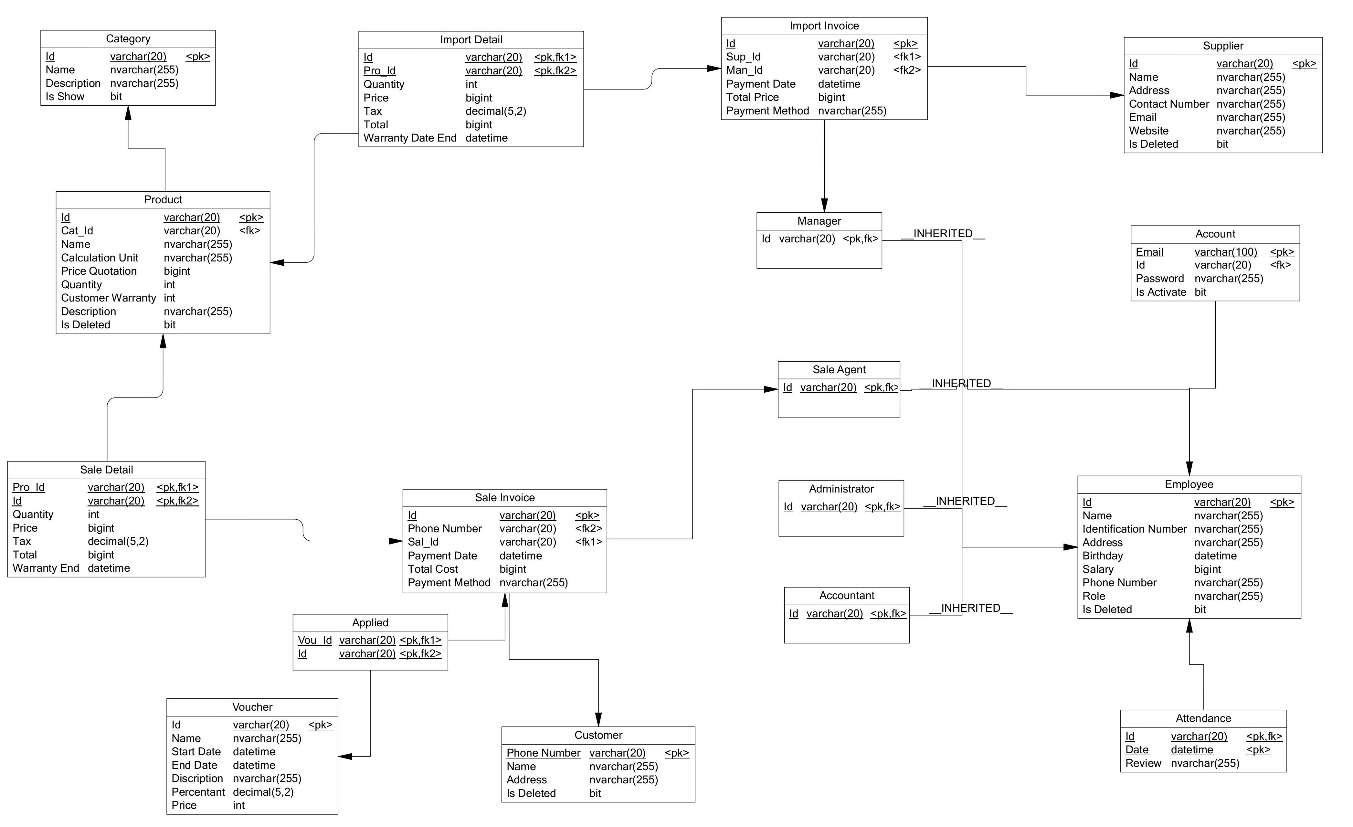 Category
Id varchar(20) <pk>
Name nvarchar(255)
Description nvarchar(255)
Is Show bit
Import Detail
Id varchar(20) <pk,fk1>
Pro_Id varchar(20) <pk,fk2>
Quantity int
Price bigint
Tax decimal(5,2)
Total bigint
Warranty Date End datetime
Import Invoice
Id varchar(20) <pk>
Sup_Id varchar(20) <fk1>
Man_Id varchar(20) <fk2>
Payment Date datetime
Total Price bigint
Payment Method nvarchar(255)
Supplier
Id varchar(20) <pk>
Name nvarchar(255)
Address nvarchar(255)
Contact Number nvarchar(255)
Email nvarchar(255)
Website nvarchar(255)
Is Deleted bit
Product
Id varchar(20) <pk>
Cat_Id varchar(20) <fk>
Name nvarchar(255)
Calculation Unit nvarchar(255)
Price Quotation bigint
Quantity int
Customer Warranty int
Description nvarchar(255)
Is Deleted bit
Manager
Id varchar(20) <pk,fk>
__INHERITED__
Account
Email varchar(100) <pk>
Id varchar(20) <fk>
Password nvarchar(255)
Is Activate bit
Sale Agent
Id varchar(20) <pk,fk>
__INHERITED__
Sale Detail
Pro_Id varchar(20) <pk,fk1>
Id varchar(20) <pk,fk2>
Quantity int
Price bigint
Tax decimal(5,2)
Total bigint
Warranty End datetime
Sale Invoice
Id varchar(20) <pk>
Phone Number varchar(20) <fk2>
Sal_Id varchar(20) <fk1>
Payment Date datetime
Total Cost bigint
Payment Method nvarchar(255)
Administrator
Id varchar(20) <pk,fk>
__INHERITED__
Employee
Id varchar(20) <pk>
Name nvarchar(255)
Identification Number nvarchar(255)
Address nvarchar(255)
Birthday datetime
Salary bigint
Phone Number nvarchar(255)
Role nvarchar(255)
Is Deleted bit
Accountant
Id varchar(20) <pk,fk>
__INHERITED__
Applied
Vou_Id varchar(20) <pk,fk1>
Id varchar(20) <pk,fk2>
Voucher
Id varchar(20) <pk>
Name nvarchar(255)
Start Date datetime
End Date datetime
Discription nvarchar(255)
Percentant decimal(5,2)
Price int
Customer
Phone Number varchar(20) <pk>
Name nvarchar(255)
Address nvarchar(255)
Is Deleted bit
Attendance
Id varchar(20) <pk,fk>
Date datetime <pk>
Review nvarchar(255)